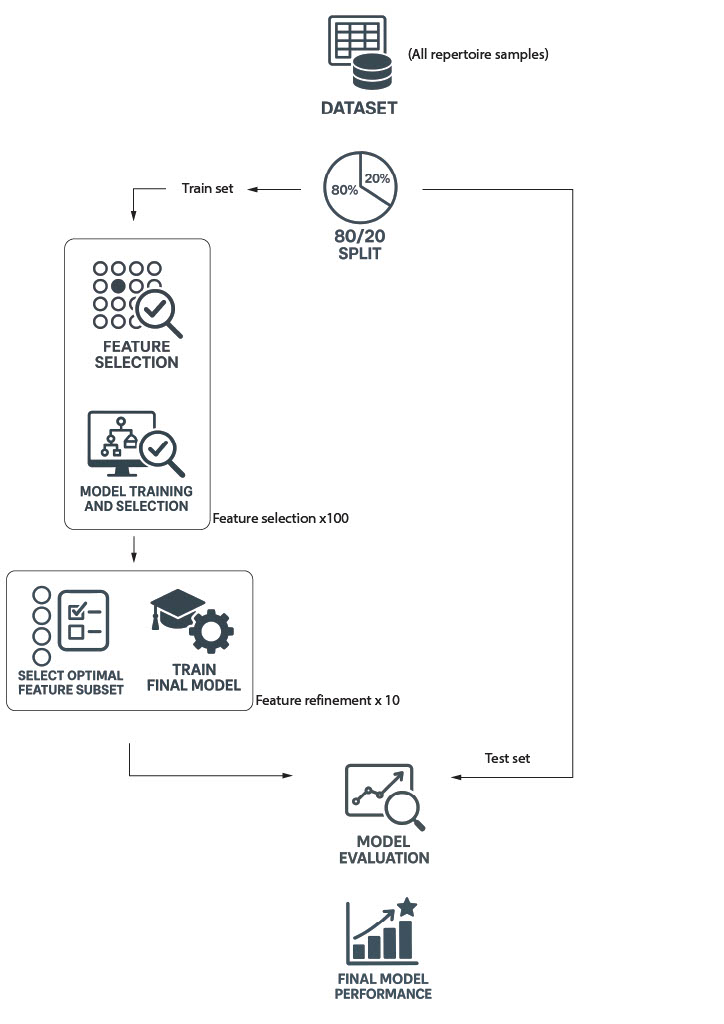 (All repertoire samples)
DATASET
Train set
80%
20%
80/20
SPLIT
FEATURE
SELECTION
MODEL TRAINING
AND SELECTION
Feature selection x100
SELECT OPTIMAL
FEATURE SUBSET
TRAIN
FINAL MODEL
Feature refinement x 10
Test set
MODEL
EVALUATION
FINAL MODEL
PERFORMANCE